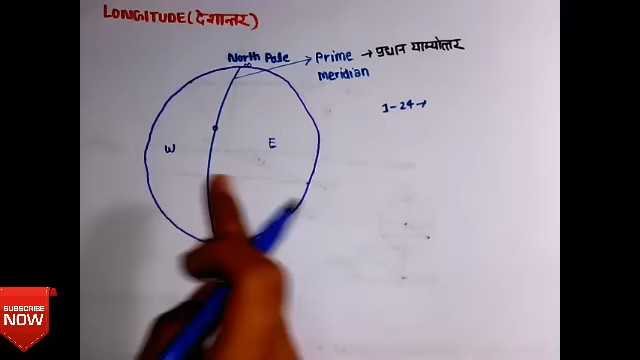 LONGITUDE (देशान्तर)
North Pole
Prime Meridian → प्रधान याम्योत्तर
1-24→
W
E
SUBSCRIBE
NOW